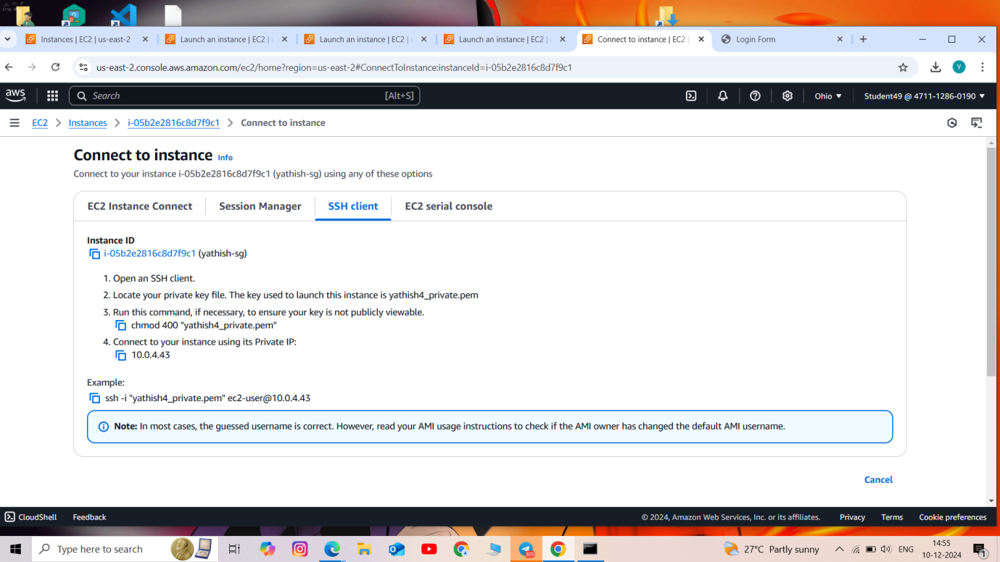 Instances | EC2 | us-east-2
Launch an instance | EC2 |
Launch an instance | EC2 |
Launch an instance | EC2 |
Connect to instance | EC2
Login Form
us-east-2.console.aws.amazon.com/ec2/home?region=us-east-2#ConnectToInstance:instanceId=i-05b2e2816c8d7f9c1
Y
aws
Search
[Alt+S]
Ohio ▼
Student49 @ 4711-1286-0190 ▼
EC2 > Instances > i-05b2e2816c8d7f9c1 > Connect to instance
Connect to instance Info
Connect to your instance i-05b2e2816c8d7f9c1 (yathish-sg) using any of these options
EC2 Instance Connect
Session Manager
SSH client
EC2 serial console
Instance ID
i-05b2e2816c8d7f9c1 (yathish-sg)
1. Open an SSH client.
2. Locate your private key file. The key used to launch this instance is yathish4_private.pem
3. Run this command, if necessary, to ensure your key is not publicly viewable.
chmod 400 "yathish4_private.pem"
4. Connect to your instance using its Private IP:
10.0.4.43
Example:
ssh -i "yathish4_private.pem" ec2-user@10.0.4.43
Note: In most cases, the guessed username is correct. However, read your AMI usage instructions to check if the AMI owner has changed the default AMI username.
Cancel
CloudShell
Feedback
© 2024, Amazon Web Services, Inc. or its affiliates.
Privacy
Terms
Cookie preferences
Type here to search
309
27°C Partly sunny
ENG
14:55
10-12-2024
1